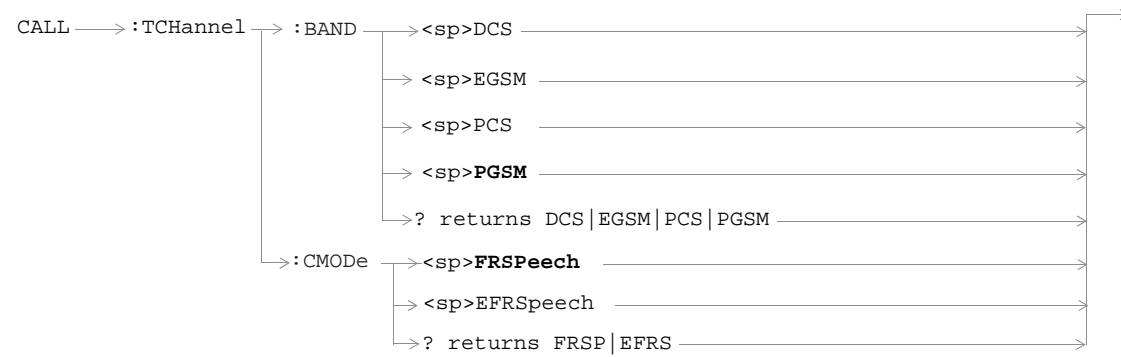 CALL :TCHannel :BAND <sp>DCS
<sp>EGSM
<sp>PCS
<sp>PGSM
? returns DCS|EGSM|PCS|PGSM
:CMODe <sp>FRSPeech
<sp>EFRSpeech
? returns FRSP|EFRS